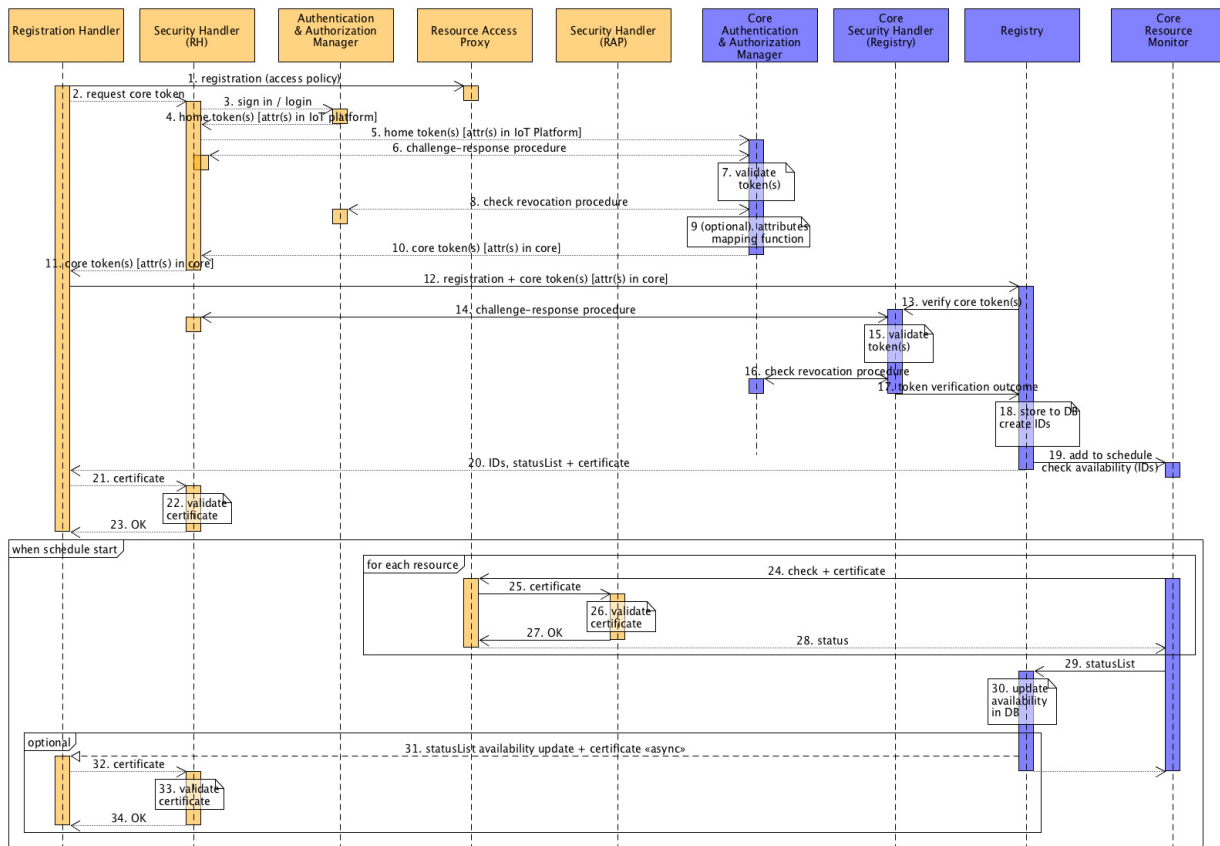 Registration Handler
Security Handler
(RH)
Authentication
& Authorization
Manager
Resource Access
Proxy
Security Handler
(RAP)
Core
Authentication
& Authorization
Manager
Core
Security Handler
(Registry)
Registry
Core
Resource
Monitor
1. registration (access policy)
2. request core token
3. sign in / login
4. home token(s) [attr(s) in IoT platform]
5. home token(s) [attr(s) in IoT Platform]
6. challenge-response procedure
7. validate
token(s)
8. check revocation procedure
9 (optional). attributes
mapping function
10. core token(s) [attr(s) in core]
11. core token(s) [attr(s) in core]
12. registration + core token(s) [attr(s) in core]
13. verify core token(s)
14. challenge-response procedure
15. validate
token(s)
16. check revocation procedure
17. token verification outcome
18. store to DB
create IDs
19. add to schedule
check availability (IDs)
20. IDs, statusList + certificate
21. certificate
22. validate
certificate
23. OK
when schedule start
for each resource
24. check + certificate
25. certificate
26. validate
certificate
27. OK
28. status
29. statusList
30. update
availability
in DB
optional
31. statusList availability update + certificate «async»
32. certificate
33. validate
certificate
34. OK